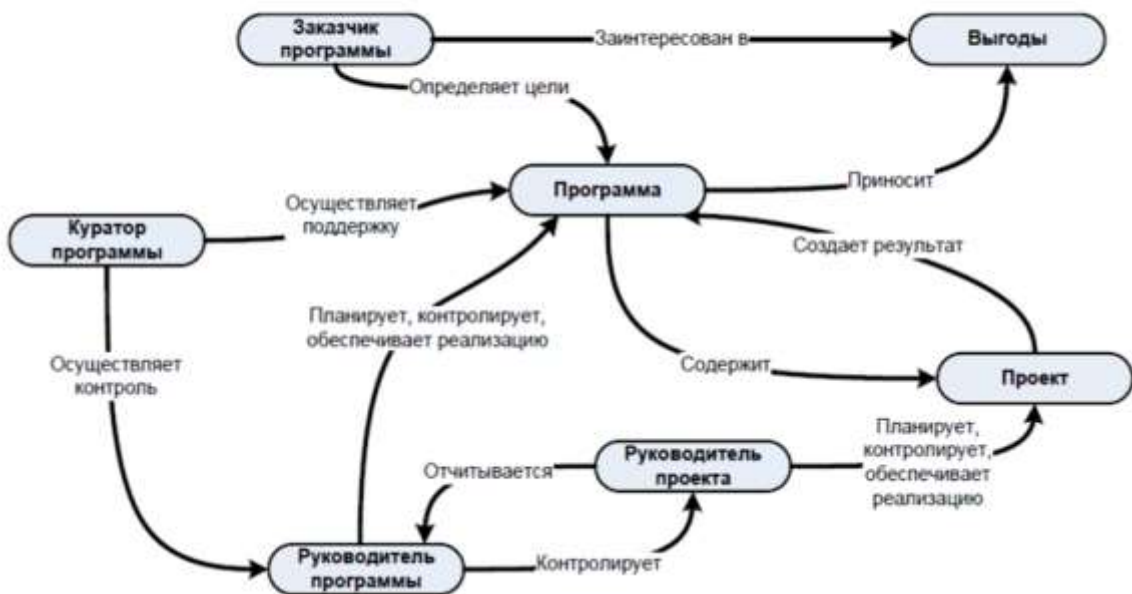 Заказчик
программы
Заинтересован в
Выгоды
Определяет цели
Программа
Приносит
Осуществляет
поддержку
Куратор
программы
Создает результат
Планирует, контролирует,
обеспечивает реализацию
Осуществляет
контроль
Содержит
Проект
Планирует,
контролирует,
обеспечивает
реализацию
Руководитель
проекта
Отчитывается
Руководитель
программы
Контролирует